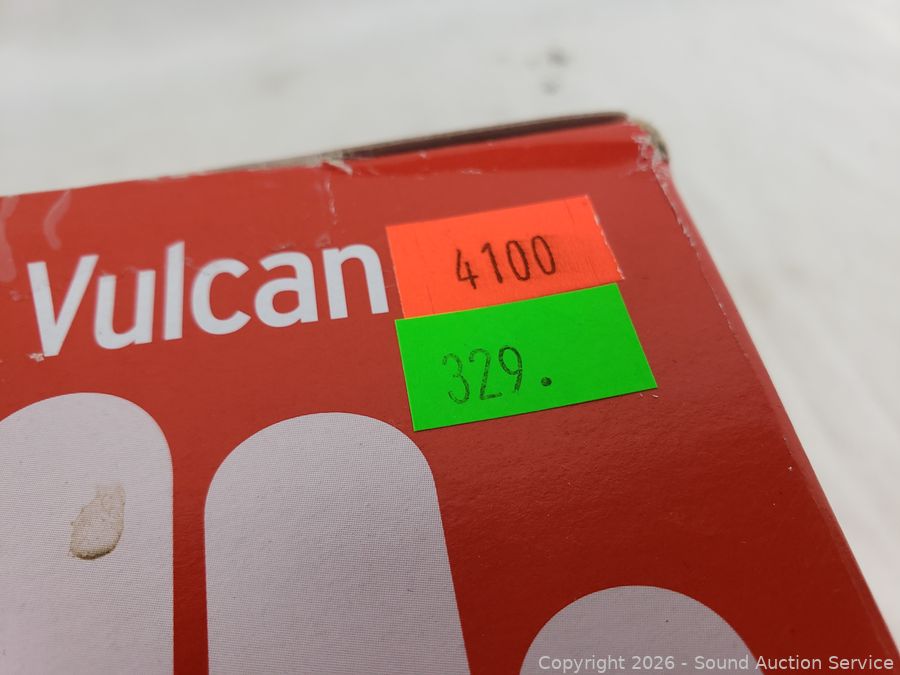 Vulcan
4100
329.
Copyright 2026 - Sound Auction Service